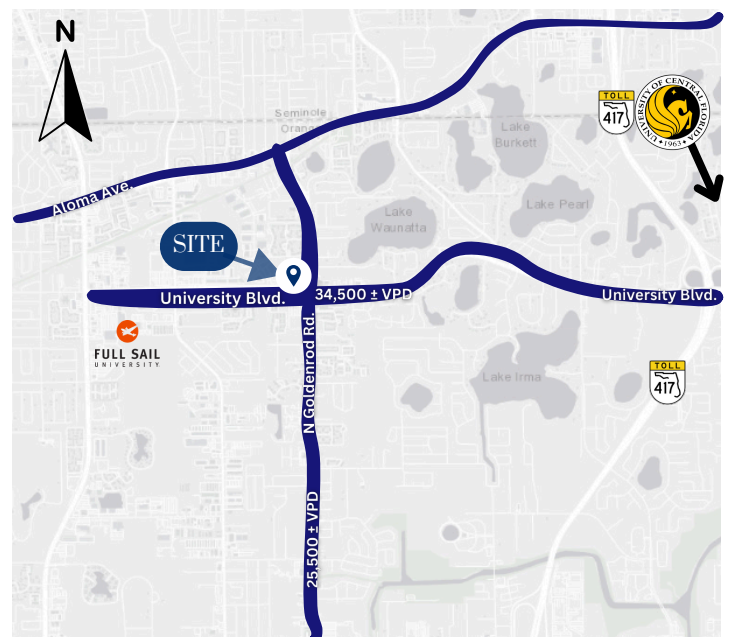 N
TOLL
417
UNIVERSITY OF CENTRAL FLORIDA
1963
Seminole
Orange
Lake
Burkett
Aloma Ave.
Lake
Waunatta
Lake Pearl
SITE
University Blvd.
34,500 ± VPD
University Blvd.
FULL SAIL
UNIVERSITY.
N Goldenrod Rd.
Lake Irma
TOLL
417
25,500 ± VPD